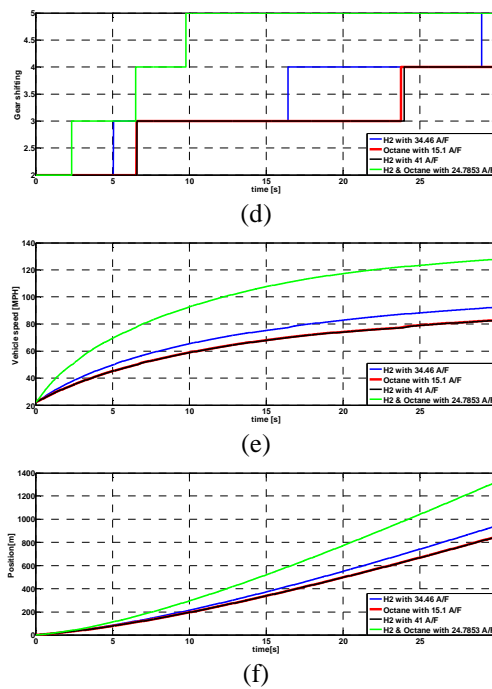 5
4.5
4
3.5
3
2.5
2
Gear shifting
0 5 10 15 20 25
time [s]
H2 with 34.46 A/F
Octane with 15.1 A/F
H2 with 41 A/F
H2 & Octane with 24.7853 A/F
(d)
140
120
100
80
60
40
20
Vehicle speed [MPH]
0 5 10 15 20 25
time [s]
H2 with 34.46 A/F
Octane with 15.1 A/F
H2 with 41 A/F
H2 & Octane with 24.7853 A/F
(e)
1400
1200
1000
800
600
400
200
0
Position[m]
0 5 10 15 20 25
time[s]
H2 with 34.46 A/F
Octane with 15.1 A/F
H2 with 41 A/F
H2 & Octane with 24.7853 A/F
(f)